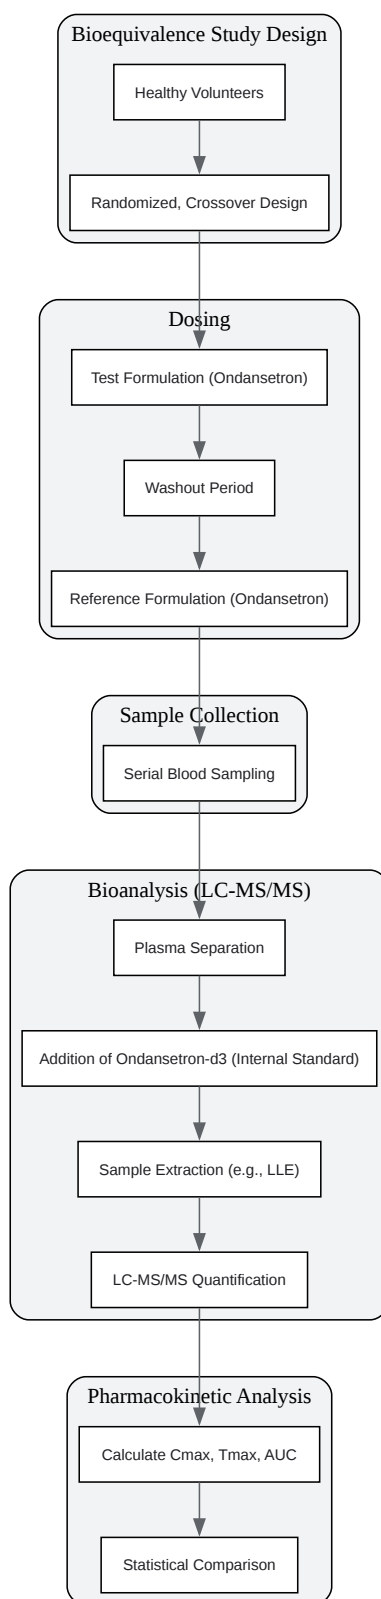 Bioequivalence Study Design
Healthy Volunteers
Randomized, Crossover Design
Dosing
Test Formulation (Ondansetron)
Washout Period
Reference Formulation (Ondansetron)
Sample Collection
Serial Blood Sampling
Bioanalysis (LC-MS/MS)
Plasma Separation
Addition of Ondansetron-d3 (Internal Standard)
Sample Extraction (e.g., LLE)
LC-MS/MS Quantification
Pharmacokinetic Analysis
Calculate Cmax, Tmax, AUC
Statistical Comparison